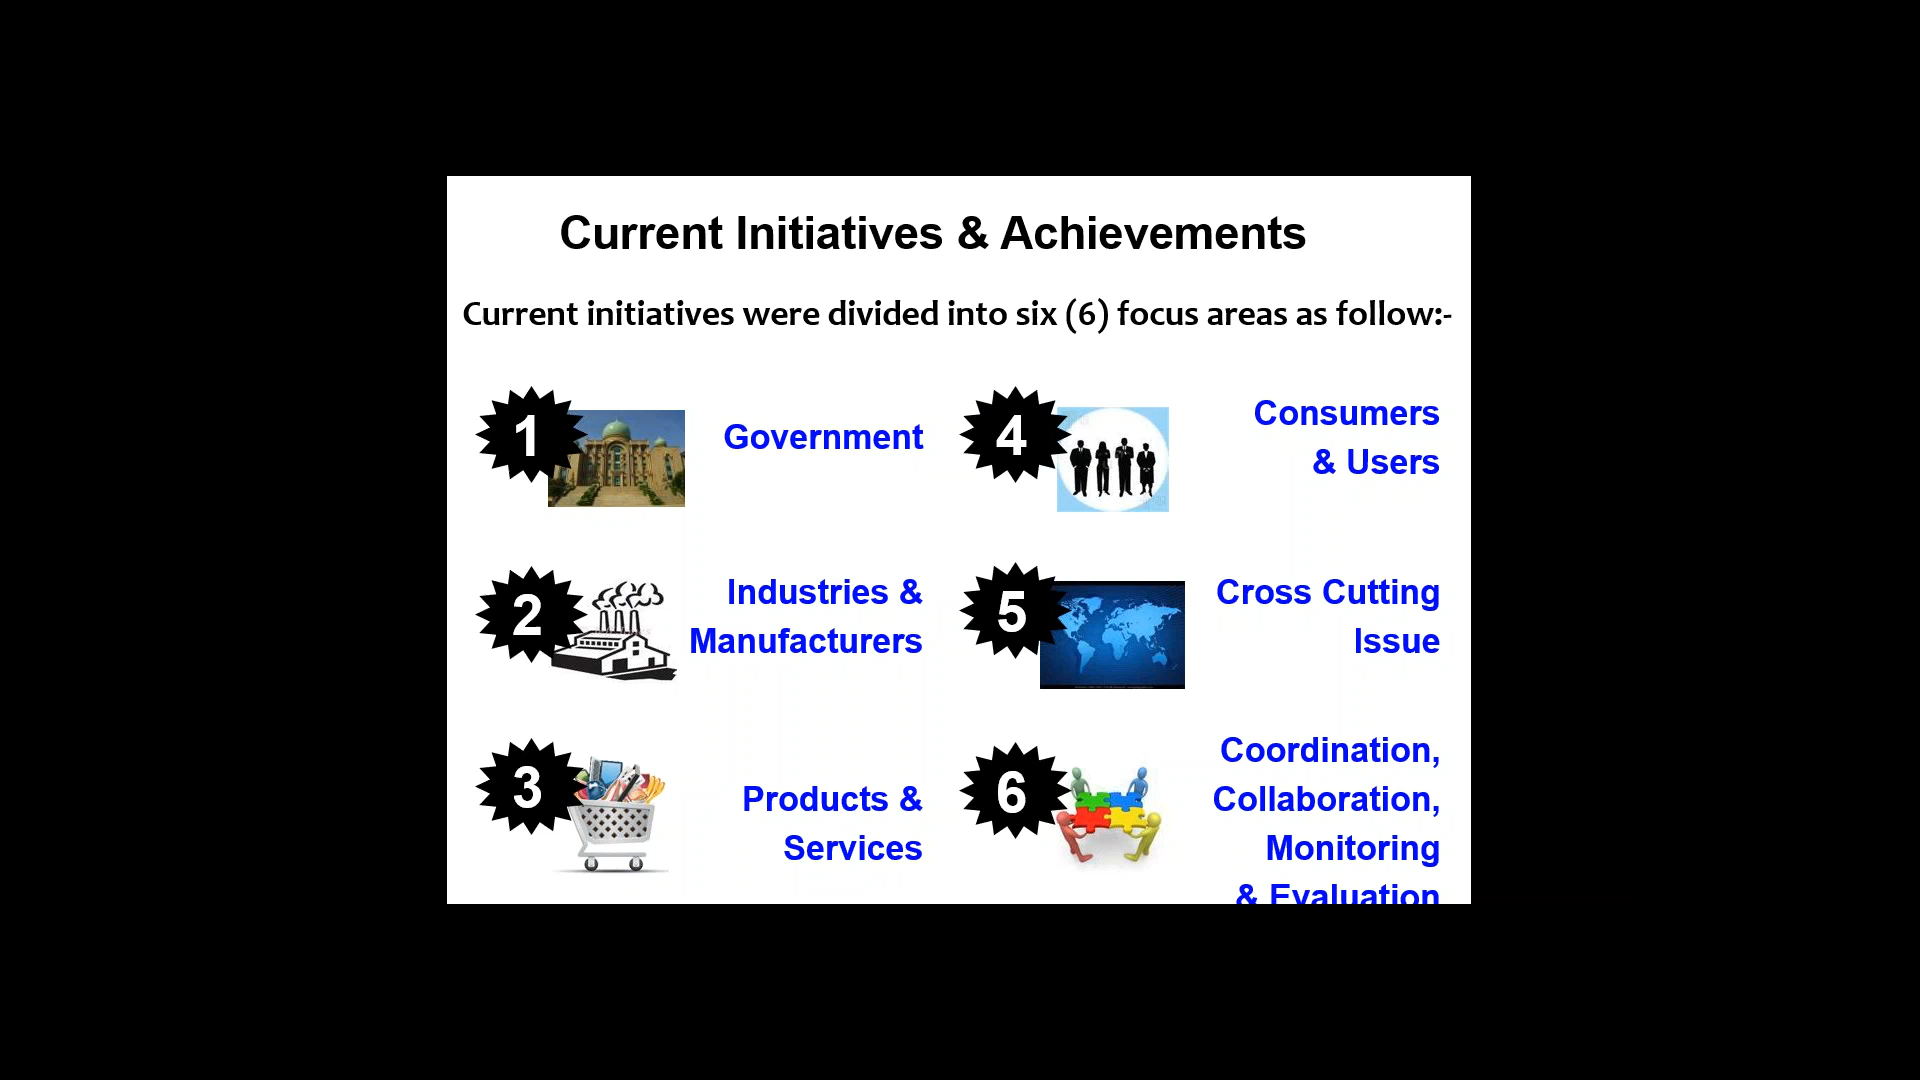 Current Initiatives & Achievements
Current initiatives were divided into six (6) focus areas as follow:-
1
Government
2
Industries &
Manufacturers
3
Products &
Services
4
Consumers
& Users
5
Cross Cutting
Issue
6
Coordination,
Collaboration,
Monitoring
& Evaluation